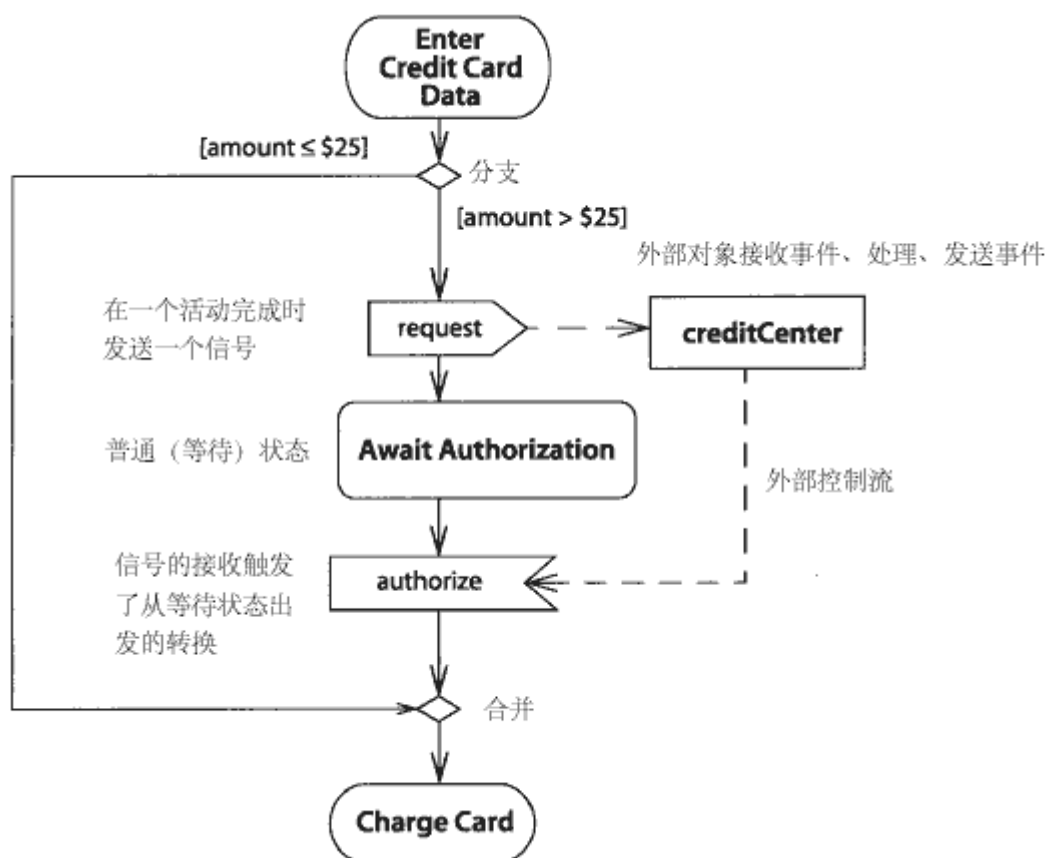 Enter
Credit Card
Data
[amount ≤ $25]
分支
[amount > $25]
外部对象接收事件、处理、发送事件
在一个活动完成时
发送一个信号
request
creditCenter
普通（等待）状态
Await Authorization
外部控制流
信号的接收触发
了从等待状态出
发的转换
authorize
合并
Charge Card